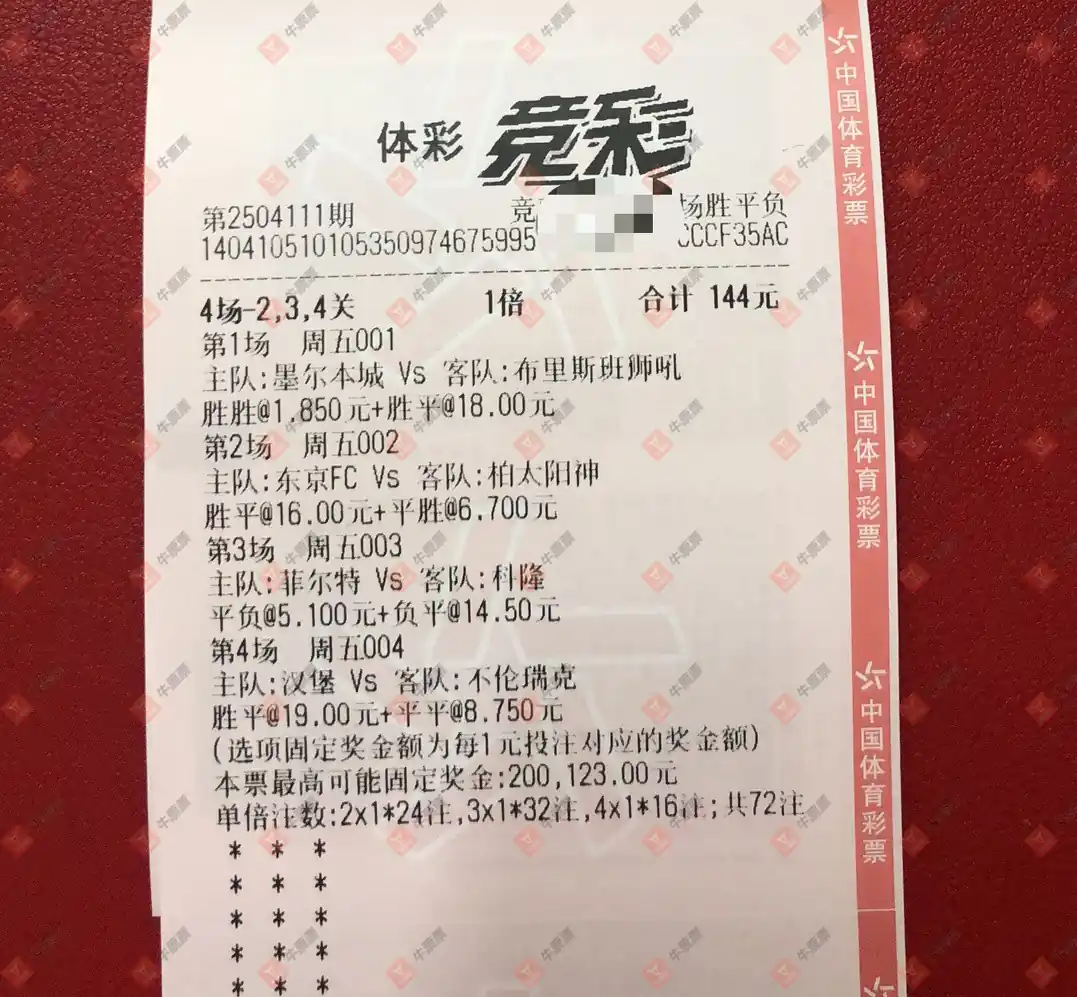 体彩 竞彩
第2504111期 竞 场胜平负
140410510105350974675995 CCCF35AC
4场-2,3,4关 1倍 合计 144元
第1场 周五001
主队:墨尔本城 Vs 客队:布里斯班狮吼
胜胜@1.850元+胜平@18.00元
第2场 周五002
主队:东京FC Vs 客队:柏太阳神
胜平@16.00元+平胜@6.700元
第3场 周五003
主队:菲尔特 Vs 客队:科隆
平负@5.100元+负平@14.50元
第4场 周五004
主队:汉堡 Vs 客队:不伦瑞克
胜平@19.00元+平平@8.750元
(选项固定奖金额为每1元投注对应的奖金额)
本票最高可能固定奖金:200,123.00元
单倍注数:2x1*24注,3x1*32注,4x1*16注;共72注
* * *
* * *
* * *
* * *
* * *
中国体育彩票
中国体育彩票
中国体育彩票
牛票票